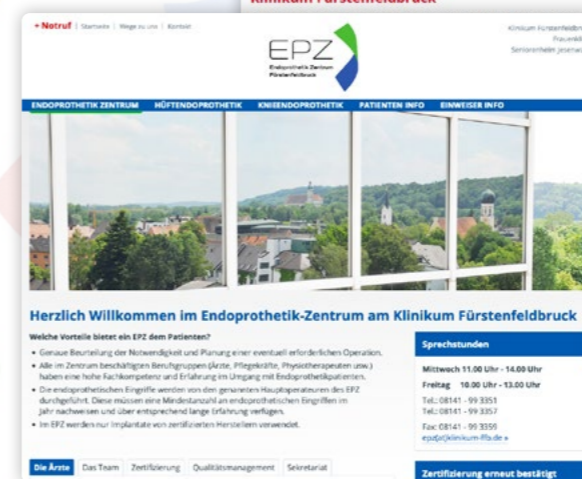 Klinikum Fürstenfeldbruck
+ Notruf | Startseite | Wege zu uns | Kontakt
Klinikum Fürstenfeldbr
Seniorenheim Jesenw
EPZ
Endoprothetik Zentrum
Fürstenfeldbruck
ENDOPROTHETIK ZENTRUM HÜFTENDOPROTHETIK KNIEENDOPROTHETIK PATIENTEN INFO EINWEISER INFO
Herzlich Willkommen im Endoprothetik-Zentrum am Klinikum Fürstenfeldbruck
Welche Vorteile bietet ein EPZ dem Patienten?
• Genaue Beurteilung der Notwendigkeit und Planung einer eventuell erforderlichen Operation.
• Alle im Zentrum beschäftigten Berufsgruppen (Ärzte, Pflegekräfte, Physiotherapeuten usw.)
haben eine hohe Fachkompetenz und Erfahrung im Umgang mit Endoprothetikpatienten.
• Die endoprothetischen Eingriffe werden von den genannten Hauptoperateuren des EPZ
durchgeführt. Diese müssen eine Mindestanzahl an endoprothetischen Eingriffen im
Jahr nachweisen und über entsprechend lange Erfahrung verfügen.
• Im EPZ werden nur Implantate von zertifizierten Herstellern verwendet.
Sprechstunden
Mittwoch 11.00 Uhr - 14.00 Uhr
Freitag 10.00 Uhr - 13.00 Uhr
Tel.: 08141 - 99 3351
Tel.: 08141 - 99 3357
Fax: 08141 - 99 3359
epz(at)klinikum-ffb.de »
Die Ärzte Das Team Zertifizierung Qualitätsmanagement Sekretariat
Zertifizierung erneut bestätigt